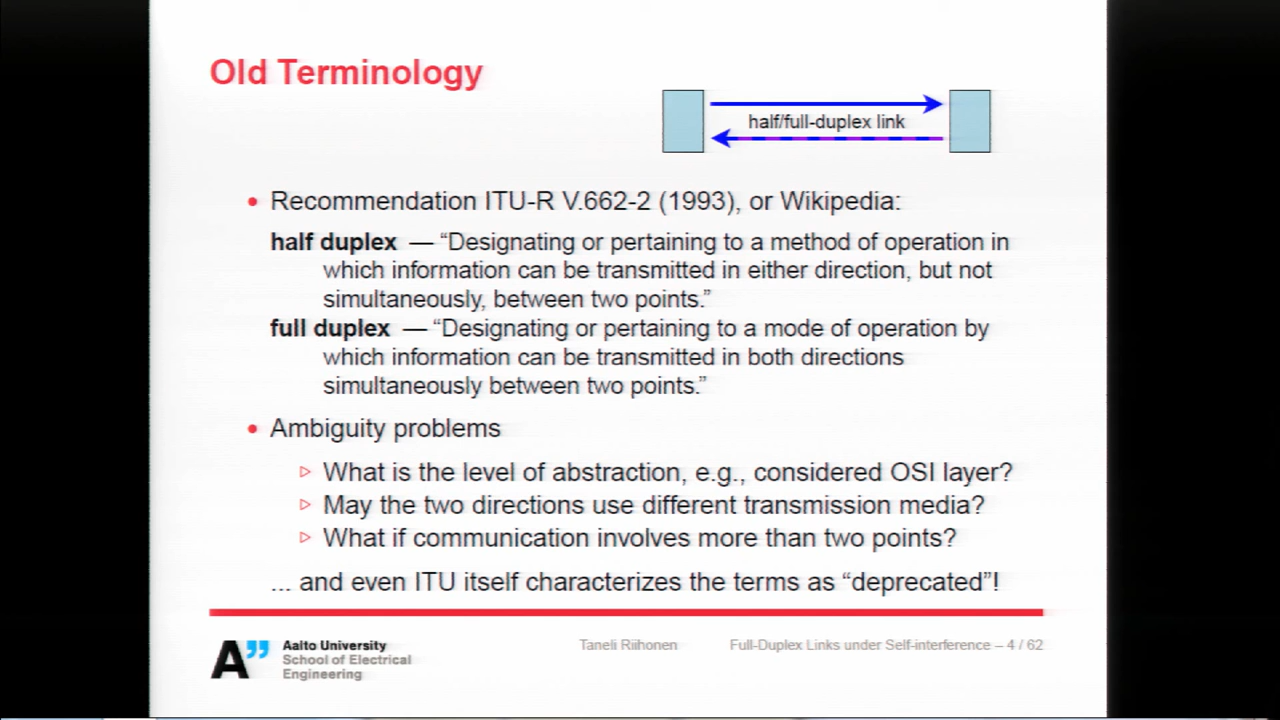 Old Terminology
half/full-duplex link
• Recommendation ITU-R V.662-2 (1993), or Wikipedia:
half duplex — “Designating or pertaining to a method of operation in
which information can be transmitted in either direction, but not
simultaneously, between two points.”
full duplex — “Designating or pertaining to a mode of operation by
which information can be transmitted in both directions
simultaneously between two points.”
• Ambiguity problems
▷ What is the level of abstraction, e.g., considered OSI layer?
▷ May the two directions use different transmission media?
▷ What if communication involves more than two points?
... and even ITU itself characterizes the terms as “deprecated”!
A”
Aalto University
School of Electrical
Engineering
Taneli Riihonen
Full-Duplex Links under Self-interference – 4 / 62